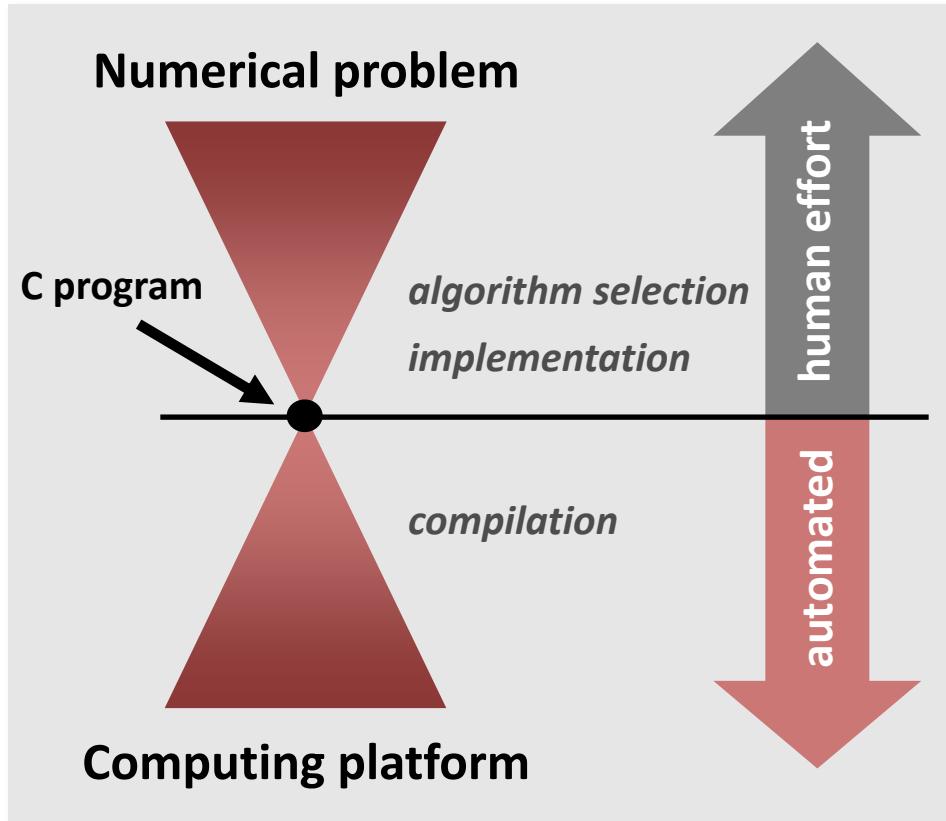 Numerical problem
C program
algorithm selection
implementation
human effort
compilation
automated
Computing platform